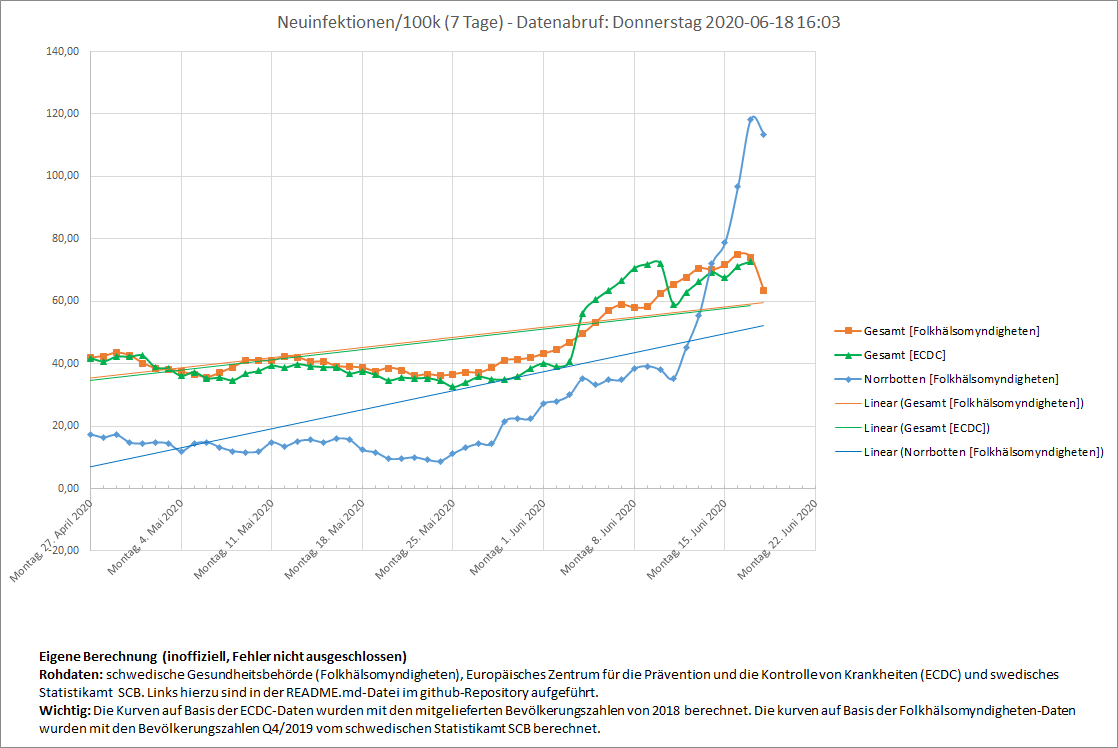 Neuinfektionen/100k (7 Tage) - Datenabruf: Donnerstag 2020-06-18 16:03
140,00
120,00
100,00
80,00
60,00
40,00
20,00
0,00
-20,00
Montag, 27. April 2020
Montag, 4. Mai 2020
Montag, 11. Mai 2020
Montag, 18. Mai 2020
Montag, 25. Mai 2020
Montag, 1. Juni 2020
Montag, 8. Juni 2020
Montag, 15. Juni 2020
Montag, 22. Juni 2020
Gesamt [Folkhälsomyndigheten]
Gesamt [ECDC]
Norrbotten [Folkhälsomyndigheten]
Linear (Gesamt [Folkhälsomyndigheten])
Linear (Gesamt [ECDC])
Linear (Norrbotten [Folkhälsomyndigheten])
Eigene Berechnung (inoffiziell, Fehler nicht ausgeschlossen)
Rohdaten: schwedische Gesundheitsbehörde (Folkhälsomyndigheten), Europäisches Zentrum für die Prävention und die Kontrolle von Krankheiten (ECDC) und swedisches
Statistikamt SCB. Links hierzu sind in der README.md-Datei im github-Repository aufgeführt.
Wichtig: Die Kurven auf Basis der ECDC-Daten wurden mit den mitgelieferten Bevölkerungszahlen von 2018 berechnet. Die kurven auf Basis der Folkhälsomyndigheten-Daten
wurden mit den Bevölkerungszahlen Q4/2019 vom schwedischen Statistikamt SCB berechnet.